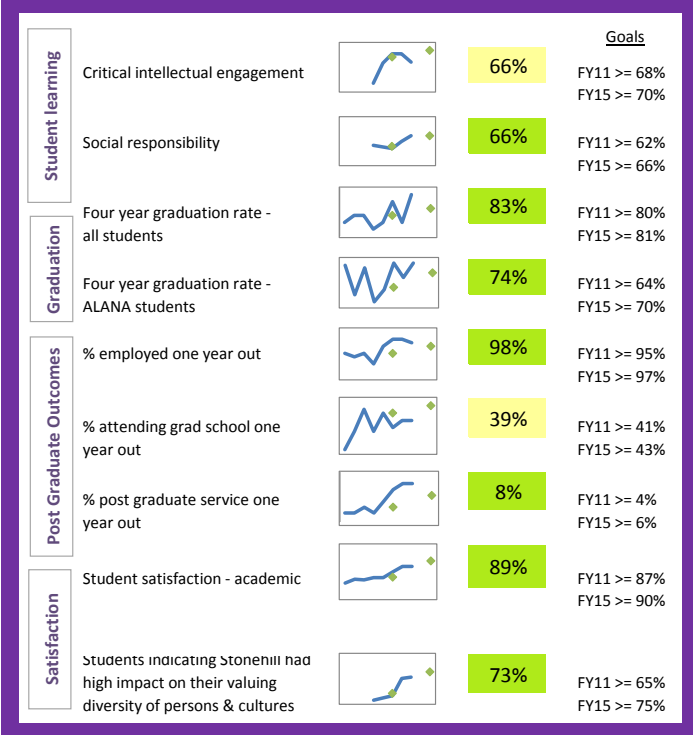 Goals
Student learning
Critical intellectual engagement
66%
FY11 >= 68%
FY15 >= 70%
Social responsibility
66%
FY11 >= 62%
FY15 >= 66%
Graduation
Four year graduation rate -
all students
83%
FY11 >= 80%
FY15 >= 81%
Four year graduation rate -
ALANA students
74%
FY11 >= 64%
FY15 >= 70%
Post Graduate Outcomes
% employed one year out
98%
FY11 >= 95%
FY15 >= 97%
% attending grad school one
year out
39%
FY11 >= 41%
FY15 >= 43%
% post graduate service one
year out
8%
FY11 >= 4%
FY15 >= 6%
Satisfaction
Student satisfaction - academic
89%
FY11 >= 87%
FY15 >= 90%
Students indicating Stonehill had
high impact on their valuing
diversity of persons & cultures
73%
FY11 >= 65%
FY15 >= 75%